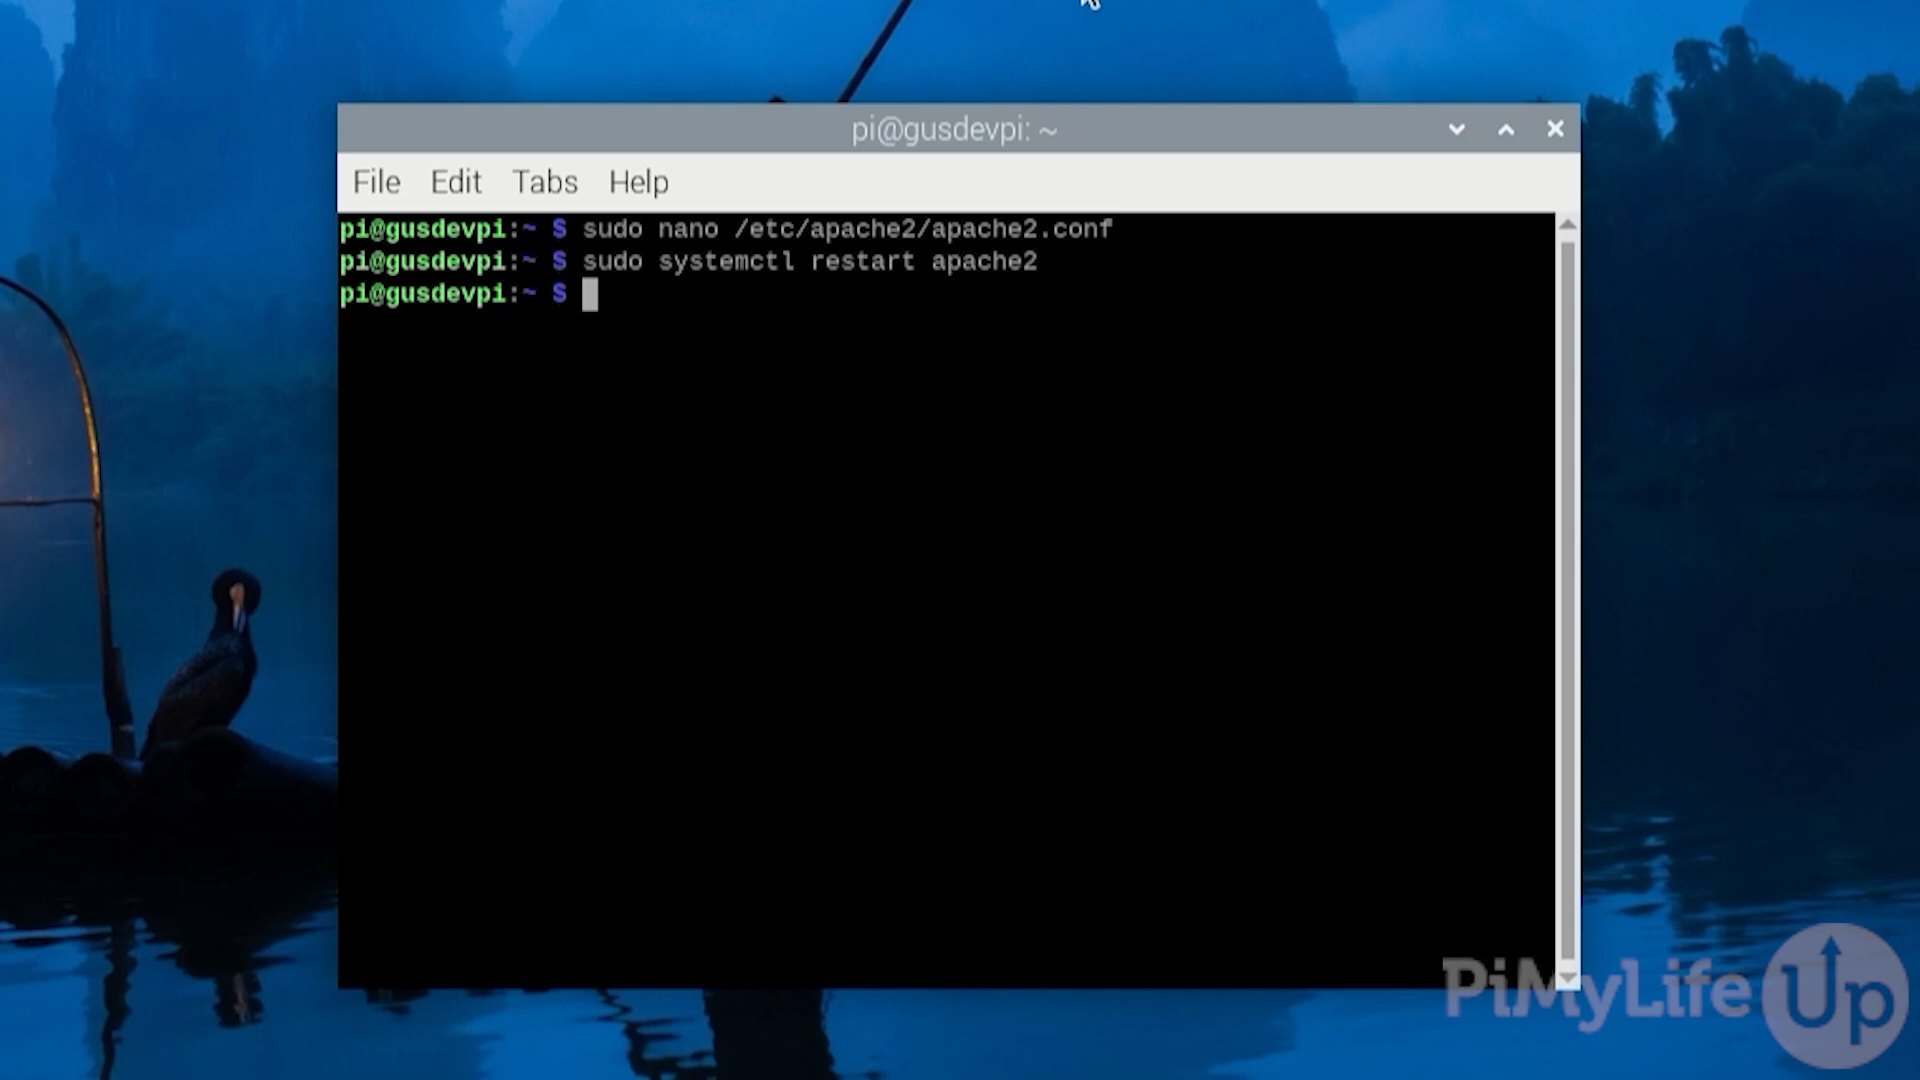 pi@gusdevpi: ~
File Edit Tabs Help
pi@gusdevpi:~ $ sudo nano /etc/apache2/apache2.conf
pi@gusdevpi:~ $ sudo systemctl restart apache2
pi@gusdevpi:~ $
PiMyLifeUp